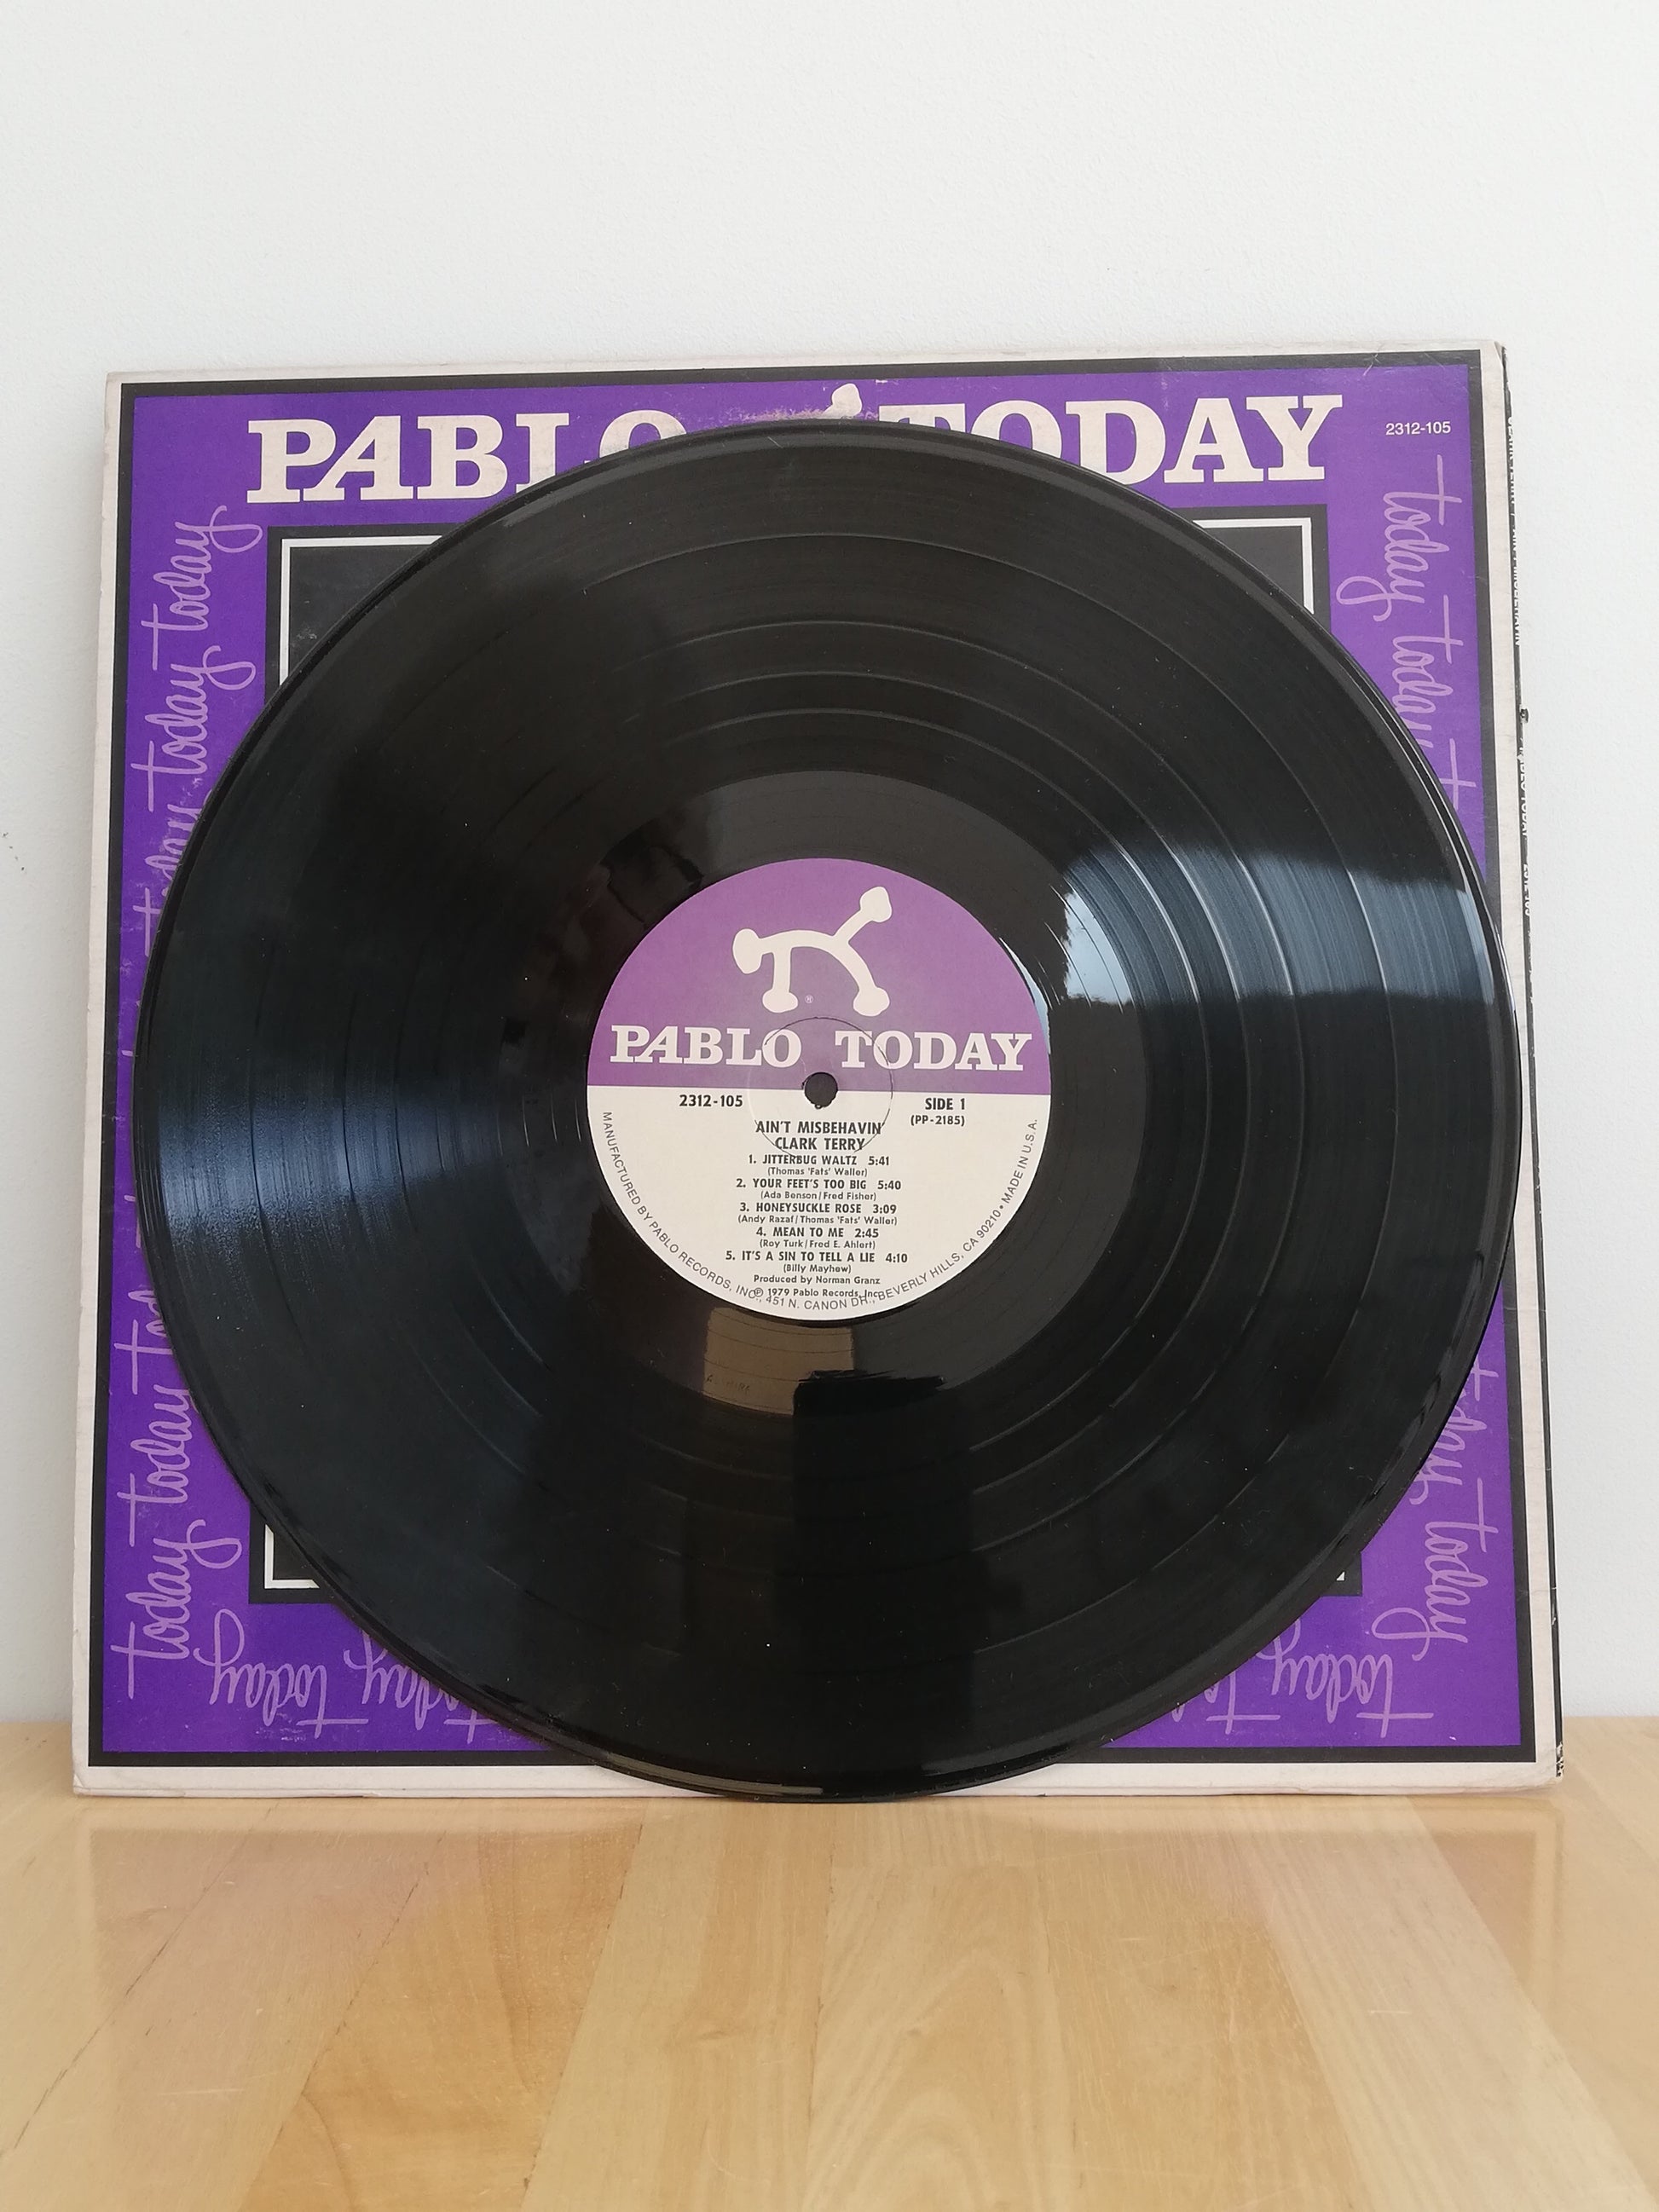 PABLO TODAY
2312-105
today today today today
today today
today today today
today today
today today
today today
PABLO TODAY
®
2312-105 SIDE 1
(PP-2185)
AIN'T MISBEHAVIN'
CLARK TERRY
1. JITTERBUG WALTZ 5:41
(Thomas 'Fats' Waller)
2. YOUR FEET'S TOO BIG 5:40
(Ada Benson/Fred Fisher)
3. HONEYSUCKLE ROSE 3:09
(Andy Razaf/Thomas 'Fats' Waller)
4. MEAN TO ME 2:45
(Roy Turk/Fred E. Ahlert)
5. IT'S A SIN TO TELL A LIE 4:10
(Billy Mayhew)
Produced by Norman Granz
℗ 1979 Pablo Records, Inc.
MANUFACTURED BY PABLO RECORDS, INC., 451 N. CANON DR., BEVERLY HILLS, CA 90210 • MADE IN U.S.A.